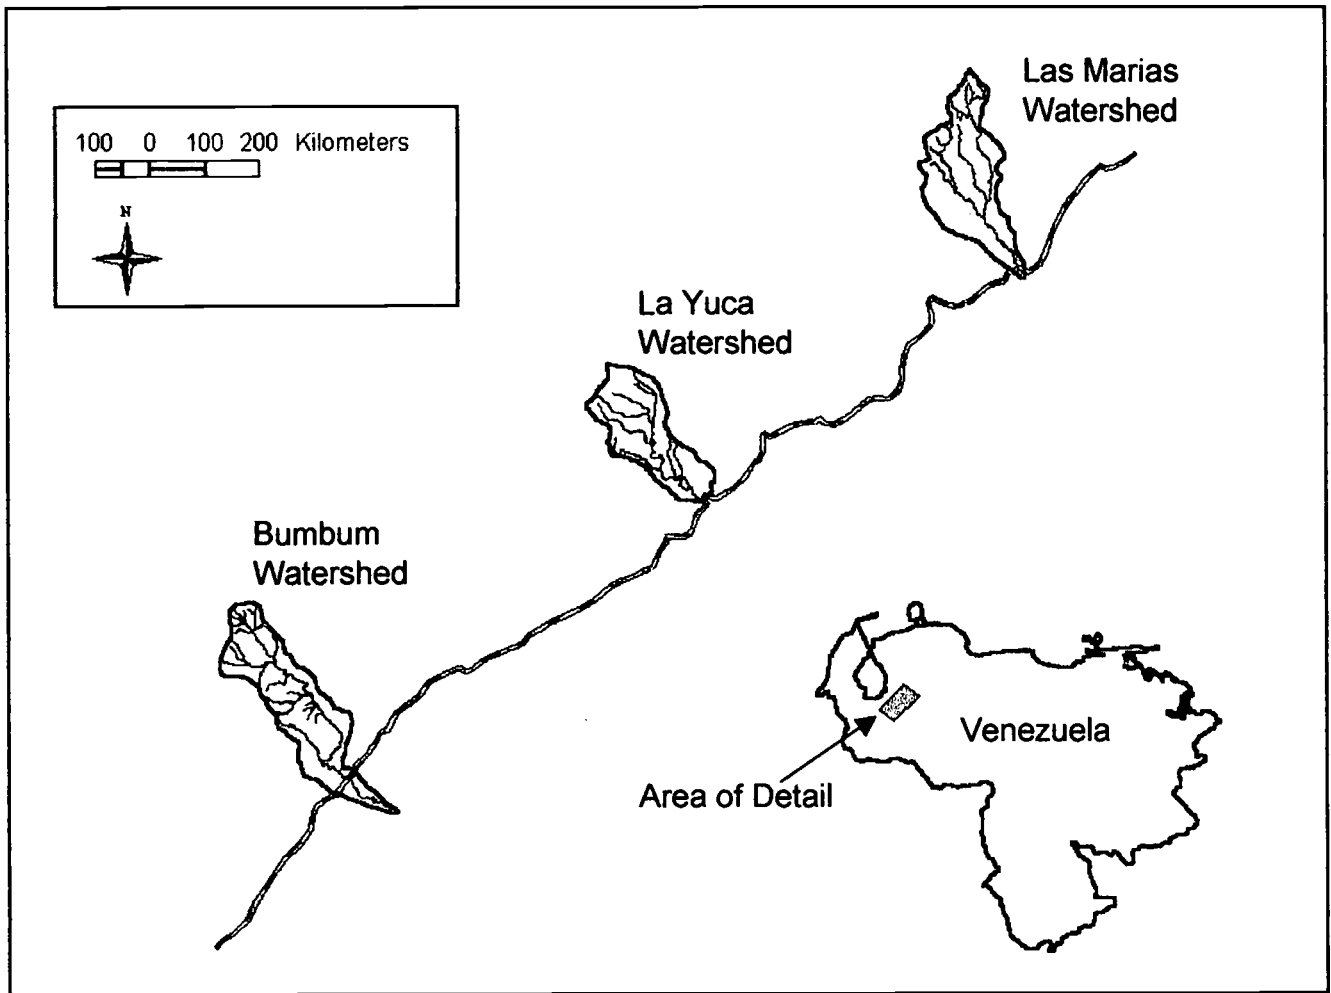 Las Marias
Watershed
100 0 100 200 Kilometers
N
La Yuca
Watershed
Bumbum
Watershed
Venezuela
Area of Detail